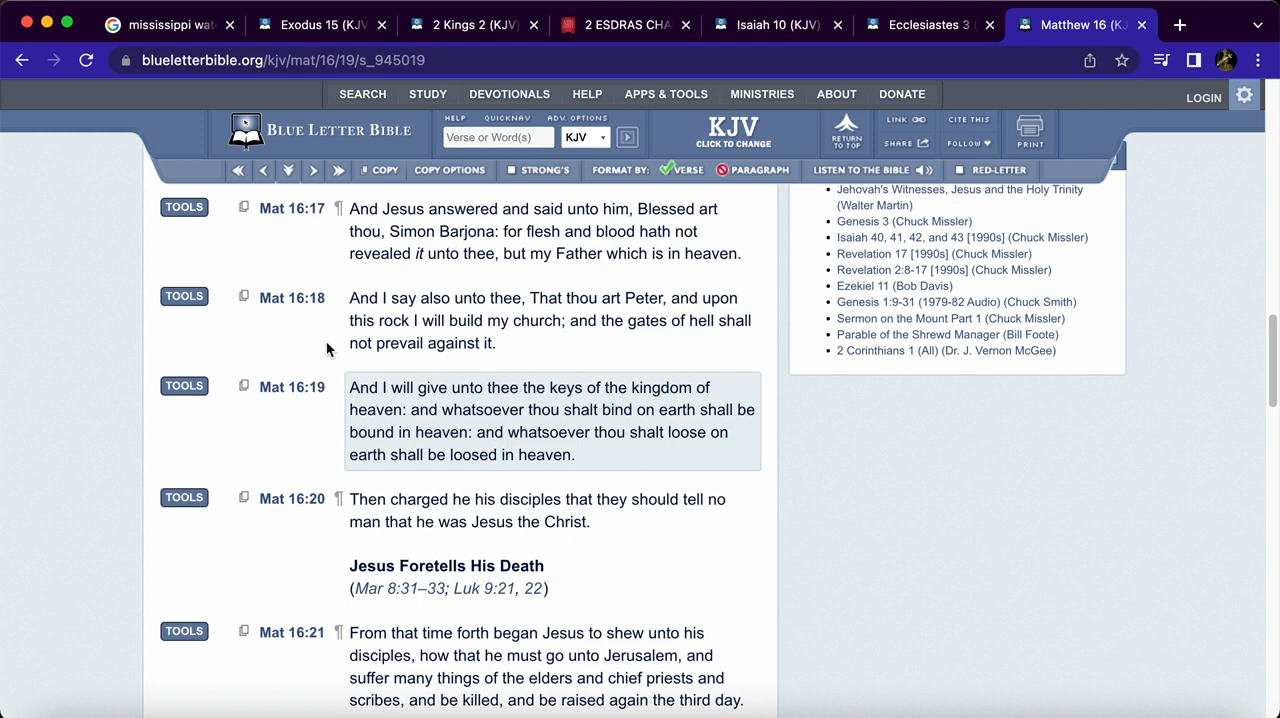 mississippi wat
Exodus 15 (KJV
2 Kings 2 (KJV)
2 ESDRAS CHA
Isaiah 10 (KJV)
Ecclesiastes 3
Matthew 16 (KJ
blueletterbible.org/kjv/mat/16/19/s_945019
SEARCH STUDY DEVOTIONALS HELP APPS & TOOLS MINISTRIES ABOUT DONATE
LOGIN
BLUE LETTER BIBLE
HELP QUICKNAV ADV. OPTIONS
Verse or Word(s) KJV
KJV
CLICK TO CHANGE
RETURN
TO TOP
LINK CITE THIS
SHARE FOLLOW
PRINT
COPY COPY OPTIONS STRONG'S FORMAT BY: VERSE PARAGRAPH LISTEN TO THE BIBLE RED-LETTER
TOOLS Mat 16:17 ¶ And Jesus answered and said unto him, Blessed art
thou, Simon Barjona: for flesh and blood hath not
revealed it unto thee, but my Father which is in heaven.
TOOLS Mat 16:18 And I say also unto thee, That thou art Peter, and upon
this rock I will build my church; and the gates of hell shall
not prevail against it.
TOOLS Mat 16:19 And I will give unto thee the keys of the kingdom of
heaven: and whatsoever thou shalt bind on earth shall be
bound in heaven: and whatsoever thou shalt loose on
earth shall be loosed in heaven.
TOOLS Mat 16:20 ¶ Then charged he his disciples that they should tell no
man that he was Jesus the Christ.
Jesus Foretells His Death
(Mar 8:31–33; Luk 9:21, 22)
TOOLS Mat 16:21 ¶ From that time forth began Jesus to shew unto his
disciples, how that he must go unto Jerusalem, and
suffer many things of the elders and chief priests and
scribes, and be killed, and be raised again the third day.
• Jehovah's Witnesses, Jesus and the Holy Trinity
(Walter Martin)
• Genesis 3 (Chuck Missler)
• Isaiah 40, 41, 42, and 43 [1990s] (Chuck Missler)
• Revelation 17 [1990s] (Chuck Missler)
• Revelation 2:8-17 [1990s] (Chuck Missler)
• Ezekiel 11 (Bob Davis)
• Genesis 1:9-31 (1979-82 Audio) (Chuck Smith)
• Sermon on the Mount Part 1 (Chuck Missler)
• Parable of the Shrewd Manager (Bill Foote)
• 2 Corinthians 1 (All) (Dr. J. Vernon McGee)